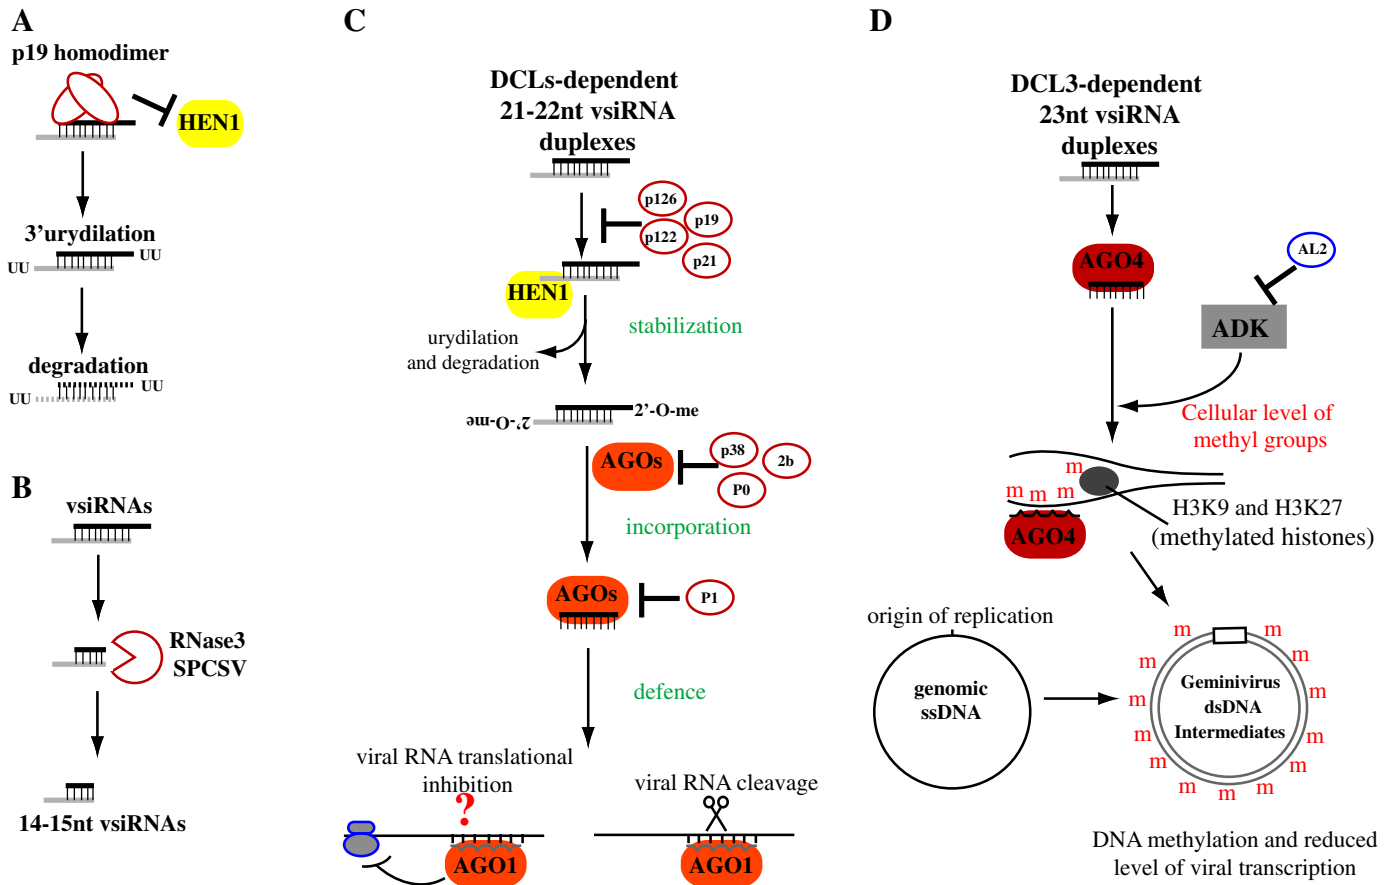 A
p19 homodimer
HEN1
3'urydilation
UU
UU
degradation
UU
UU
B
vsiRNAs
RNase3
SPCSV
14-15nt vsiRNAs
C
DCLs-dependent
21-22nt vsiRNA
duplexes
p126
p19
p122
p21
HEN1
stabilization
urydilation
and degradation
2'-O-me
2'-O-me
AGOs
p38
2b
P0
incorporation
AGOs
P1
defence
viral RNA translational
inhibition
?
AGO1
viral RNA cleavage
AGO1
D
DCL3-dependent
23nt vsiRNA
duplexes
AGO4
AL2
ADK
Cellular level of
methyl groups
m
m m m
AGO4
H3K9 and H3K27
(methylated histones)
origin of replication
genomic
ssDNA
m m
m m
m m
m m
m m
m m m
Geminivirus
dsDNA
Intermediates
DNA methylation and reduced
level of viral transcription